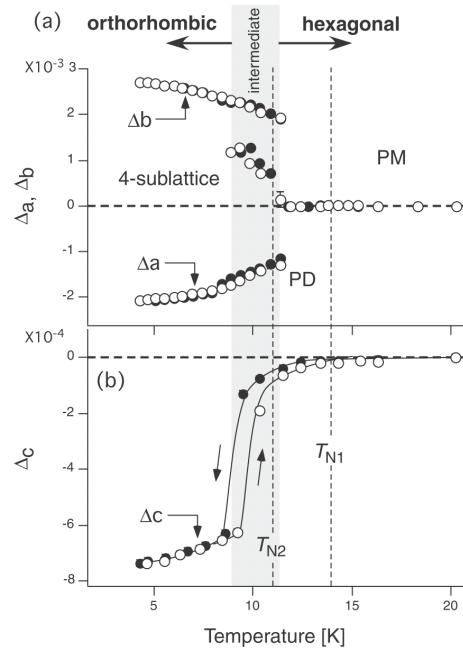 (a)
orthorhombic
hexagonal
intermediate
X10⁻³
3
2
1
0
-1
-2
Δa, Δb
Δb
4-sublattice
PM
Δa
PD
X10⁻⁴
0
-2
-4
-6
-8
(b)
Δc
Δc
T_N1
T_N2
5
10
15
20
Temperature [K]